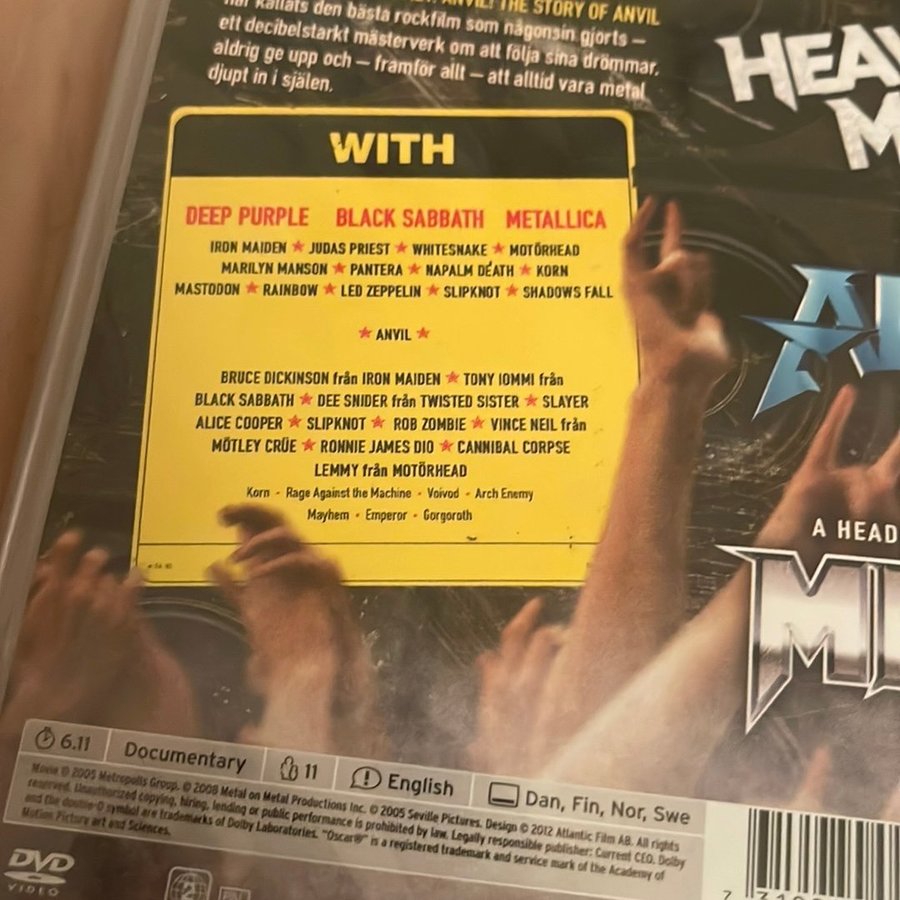 ANVIL! THE STORY OF ANVIL
har kallats den bästa rockfilm som någonsin gjorts –
ett decibelstarkt mästerverk om att följa sina drömmar,
aldrig ge upp och – framför allt – att alltid vara metal
djupt in i själen.
HEAV
M
WITH
DEEP PURPLE BLACK SABBATH METALLICA
IRON MAIDEN ★ JUDAS PRIEST ★ WHITESNAKE ★ MOTÖRHEAD
MARILYN MANSON ★ PANTERA ★ NAPALM DEATH ★ KORN
MASTODON ★ RAINBOW ★ LED ZEPPELIN ★ SLIPKNOT ★ SHADOWS FALL
★ ANVIL ★
BRUCE DICKINSON från IRON MAIDEN ★ TONY IOMMI från
BLACK SABBATH ★ DEE SNIDER från TWISTED SISTER ★ SLAYER
ALICE COOPER ★ SLIPKNOT ★ ROB ZOMBIE ★ VINCE NEIL från
MÖTLEY CRÜE ★ RONNIE JAMES DIO ★ CANNIBAL CORPSE
LEMMY från MOTÖRHEAD
Korn • Rage Against the Machine • Voivod • Arch Enemy
Mayhem • Emperor • Gorgoroth
A HEAD
6.11 Documentary 11 English Dan, Fin, Nor, Swe
Movie © 2005 Metropolis Group. © 2008 Metal on Metal Productions Inc. © 2005 Seville Pictures. Design © 2012 Atlantic Film AB. All rights
reserved. Unauthorized copying, hiring, lending or public performance is prohibited by law. Legally responsible publisher: Current CEO. Dolby
and the double-D symbol are trademarks of Dolby Laboratories. "Oscar®" is a registered trademark and service mark of the Academy of
Motion Picture art and Sciences.
DVD
VIDEO
2
7